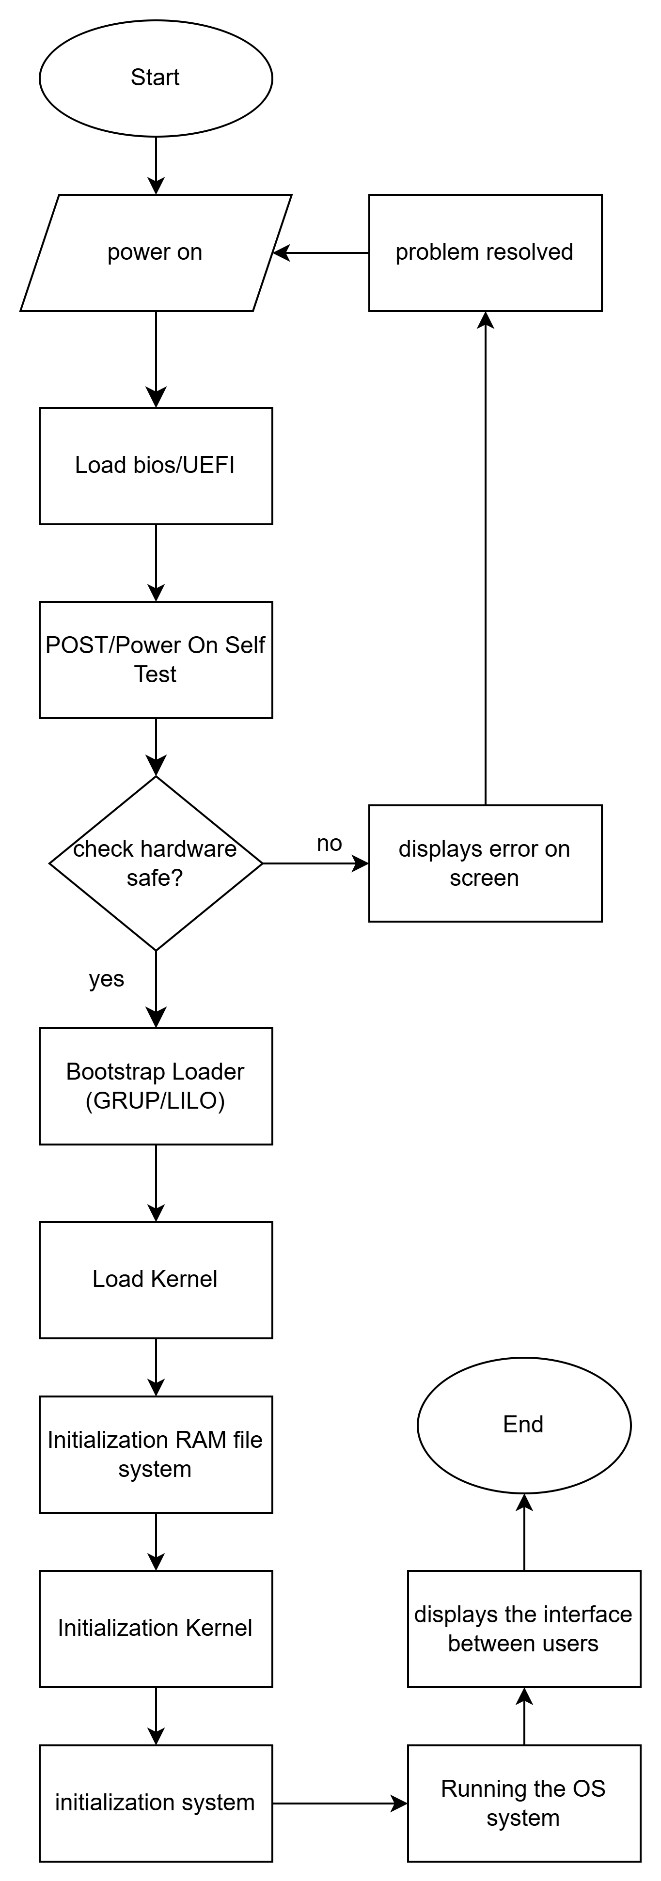 Start
power on
problem resolved
Load bios/UEFI
POST/Power On Self
Test
check hardware
safe?
no
displays error on
screen
yes
Bootstrap Loader
(GRUP/LILO)
Load Kernel
Initialization RAM file
system
Initialization Kernel
initialization system
Running the OS
system
displays the interface
between users
End